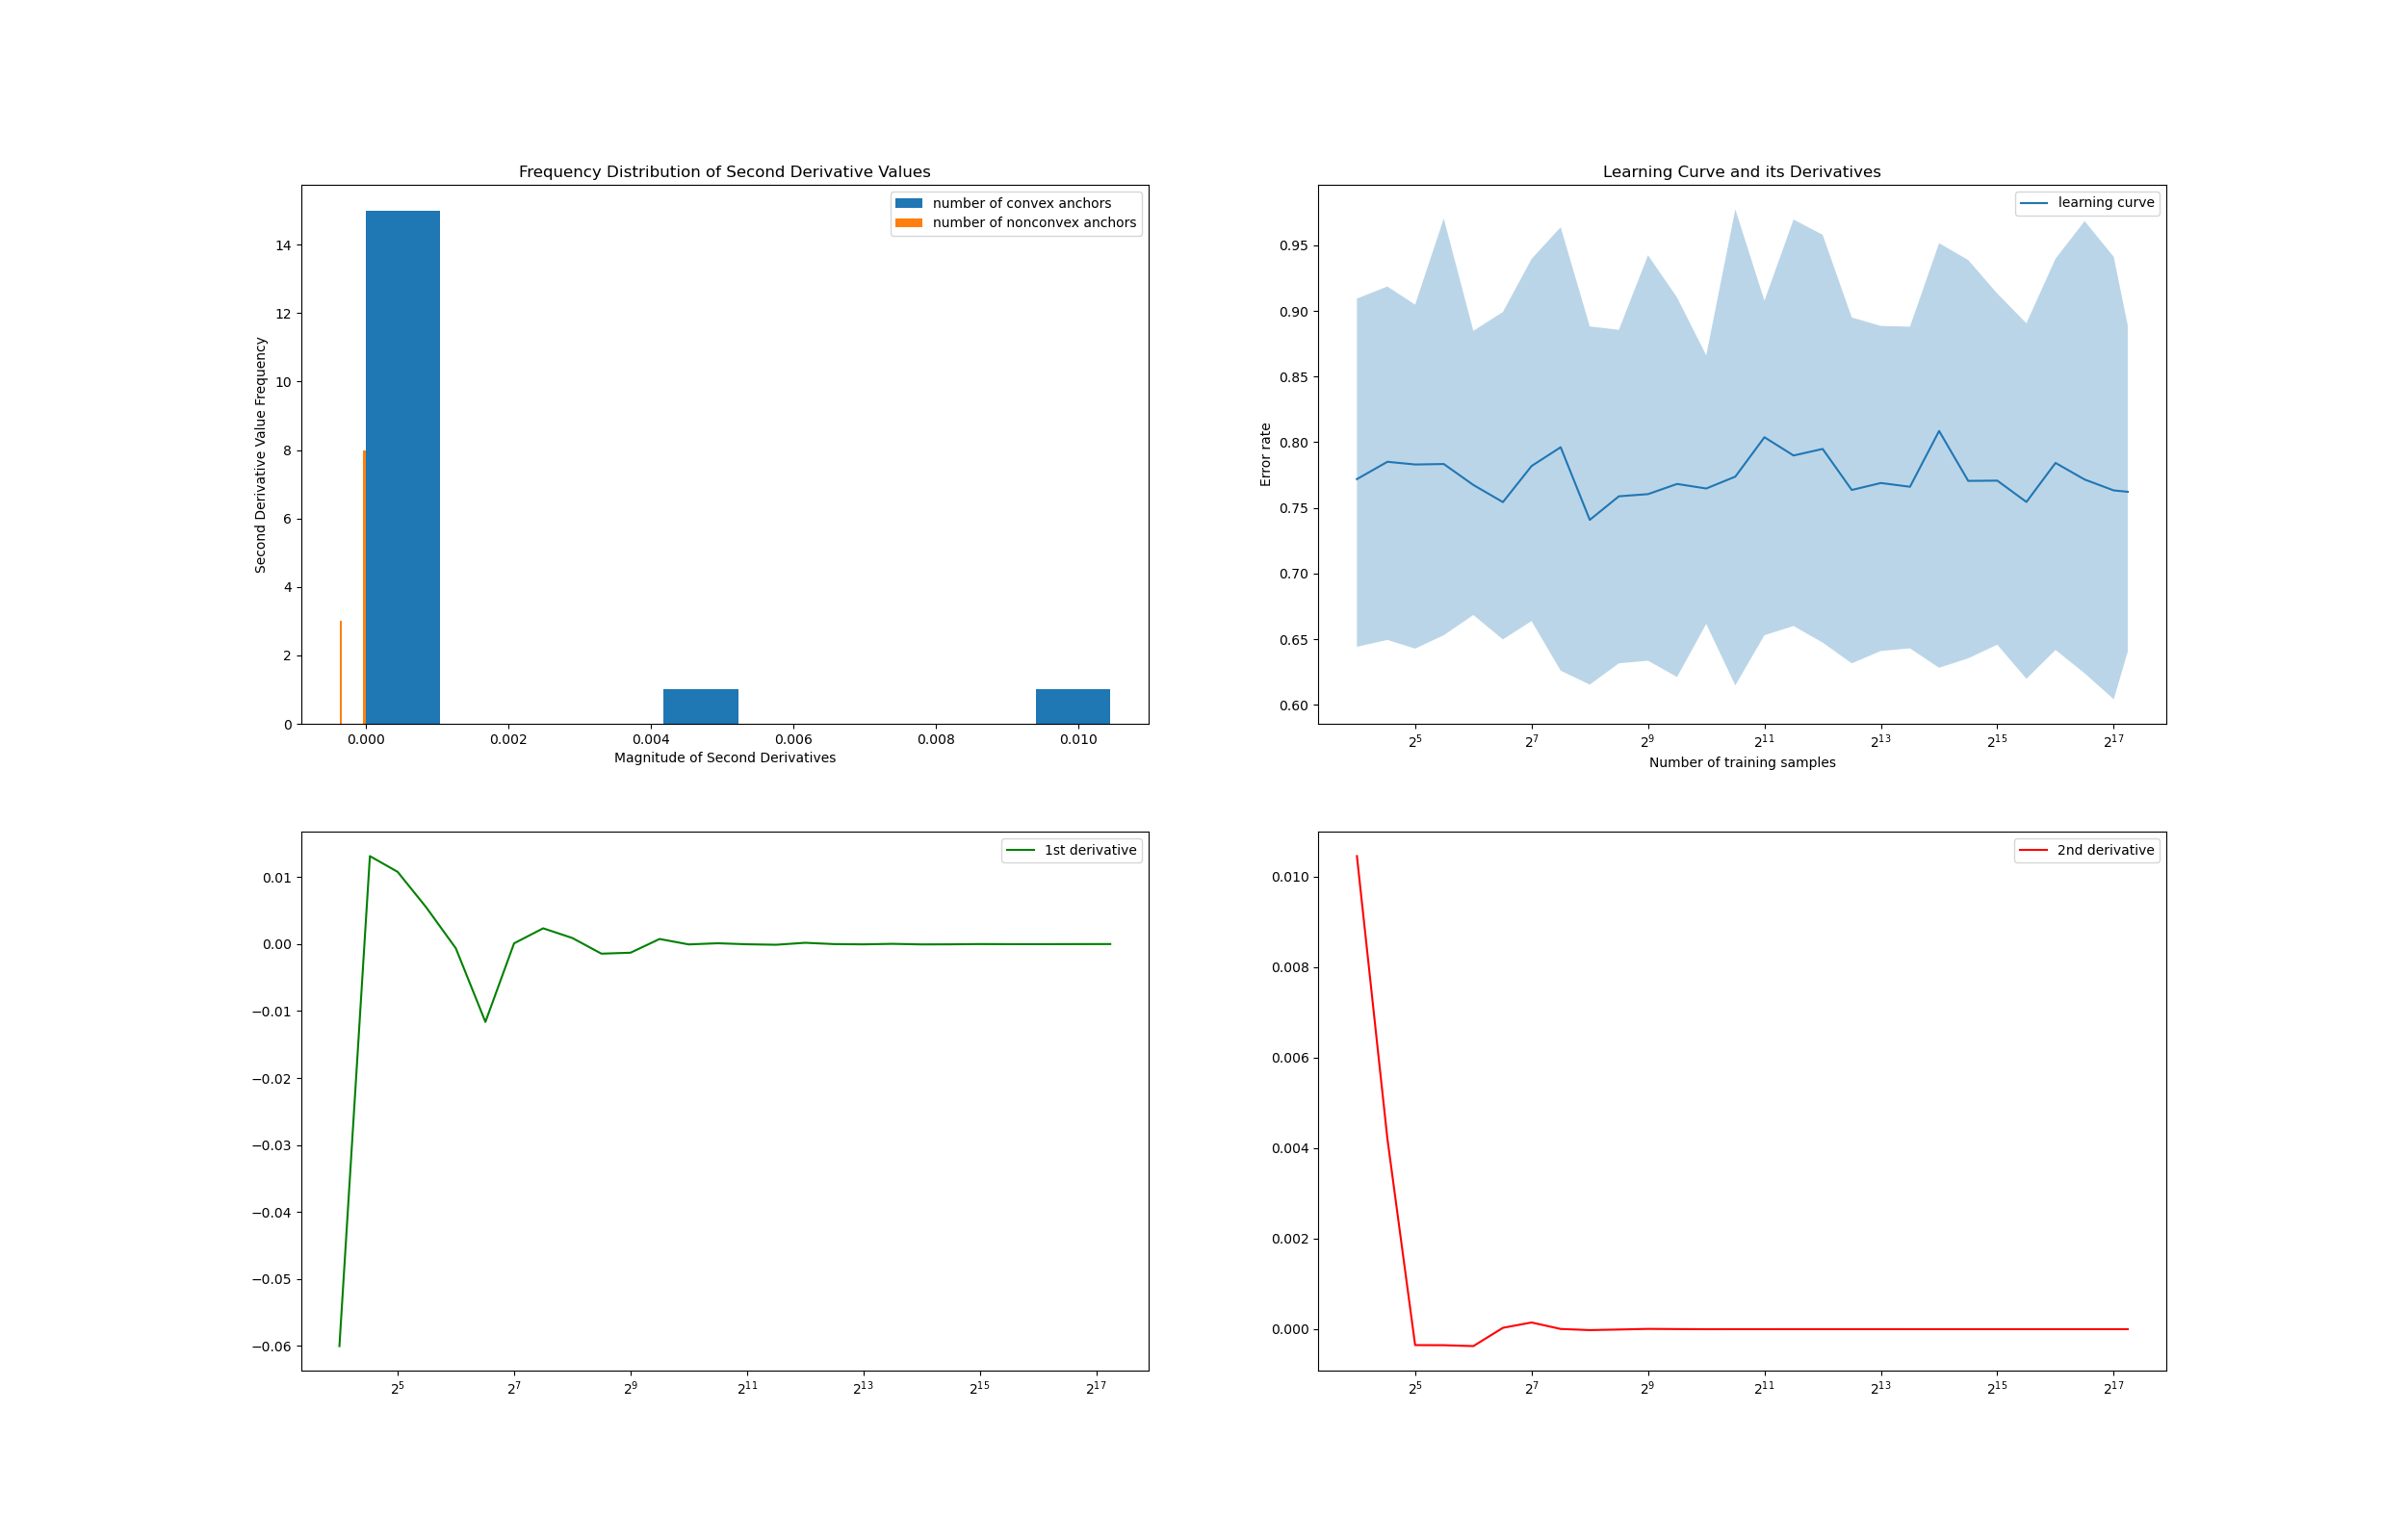 Frequency Distribution of Second Derivative Values
number of convex anchors
number of nonconvex anchors
14
12
10
8
6
4
2
0
Second Derivative Value Frequency
0.000 0.002 0.004 0.006 0.008 0.010
Magnitude of Second Derivatives
Learning Curve and its Derivatives
learning curve
0.95
0.90
0.85
0.80
0.75
0.70
0.65
0.60
Error rate
2^5 2^7 2^9 2^11 2^13 2^15 2^17
Number of training samples
1st derivative
0.01
0.00
−0.01
−0.02
−0.03
−0.04
−0.05
−0.06
2^5 2^7 2^9 2^11 2^13 2^15 2^17
2nd derivative
0.010
0.008
0.006
0.004
0.002
0.000
2^5 2^7 2^9 2^11 2^13 2^15 2^17